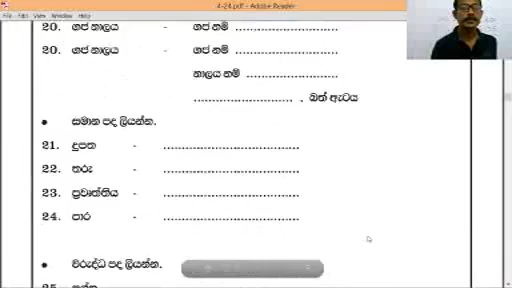 4-24.pdf - Adobe Reader
File Edit View Window Help
20. ගජ නාලය - ගජ නම් ..............................
20. ගජ නාලය - ගජ නම් ..............................
නාලය නම් ..........................
............................. , බත් ඇටය
• සමාන පද ලියන්න.
21. දුපත - ........................................
22. තරු - ........................................
23. ප්‍රවෘත්තිය - ........................................
24. පාර - ........................................
• විරුද්ධ පද ලියන්න.
25.